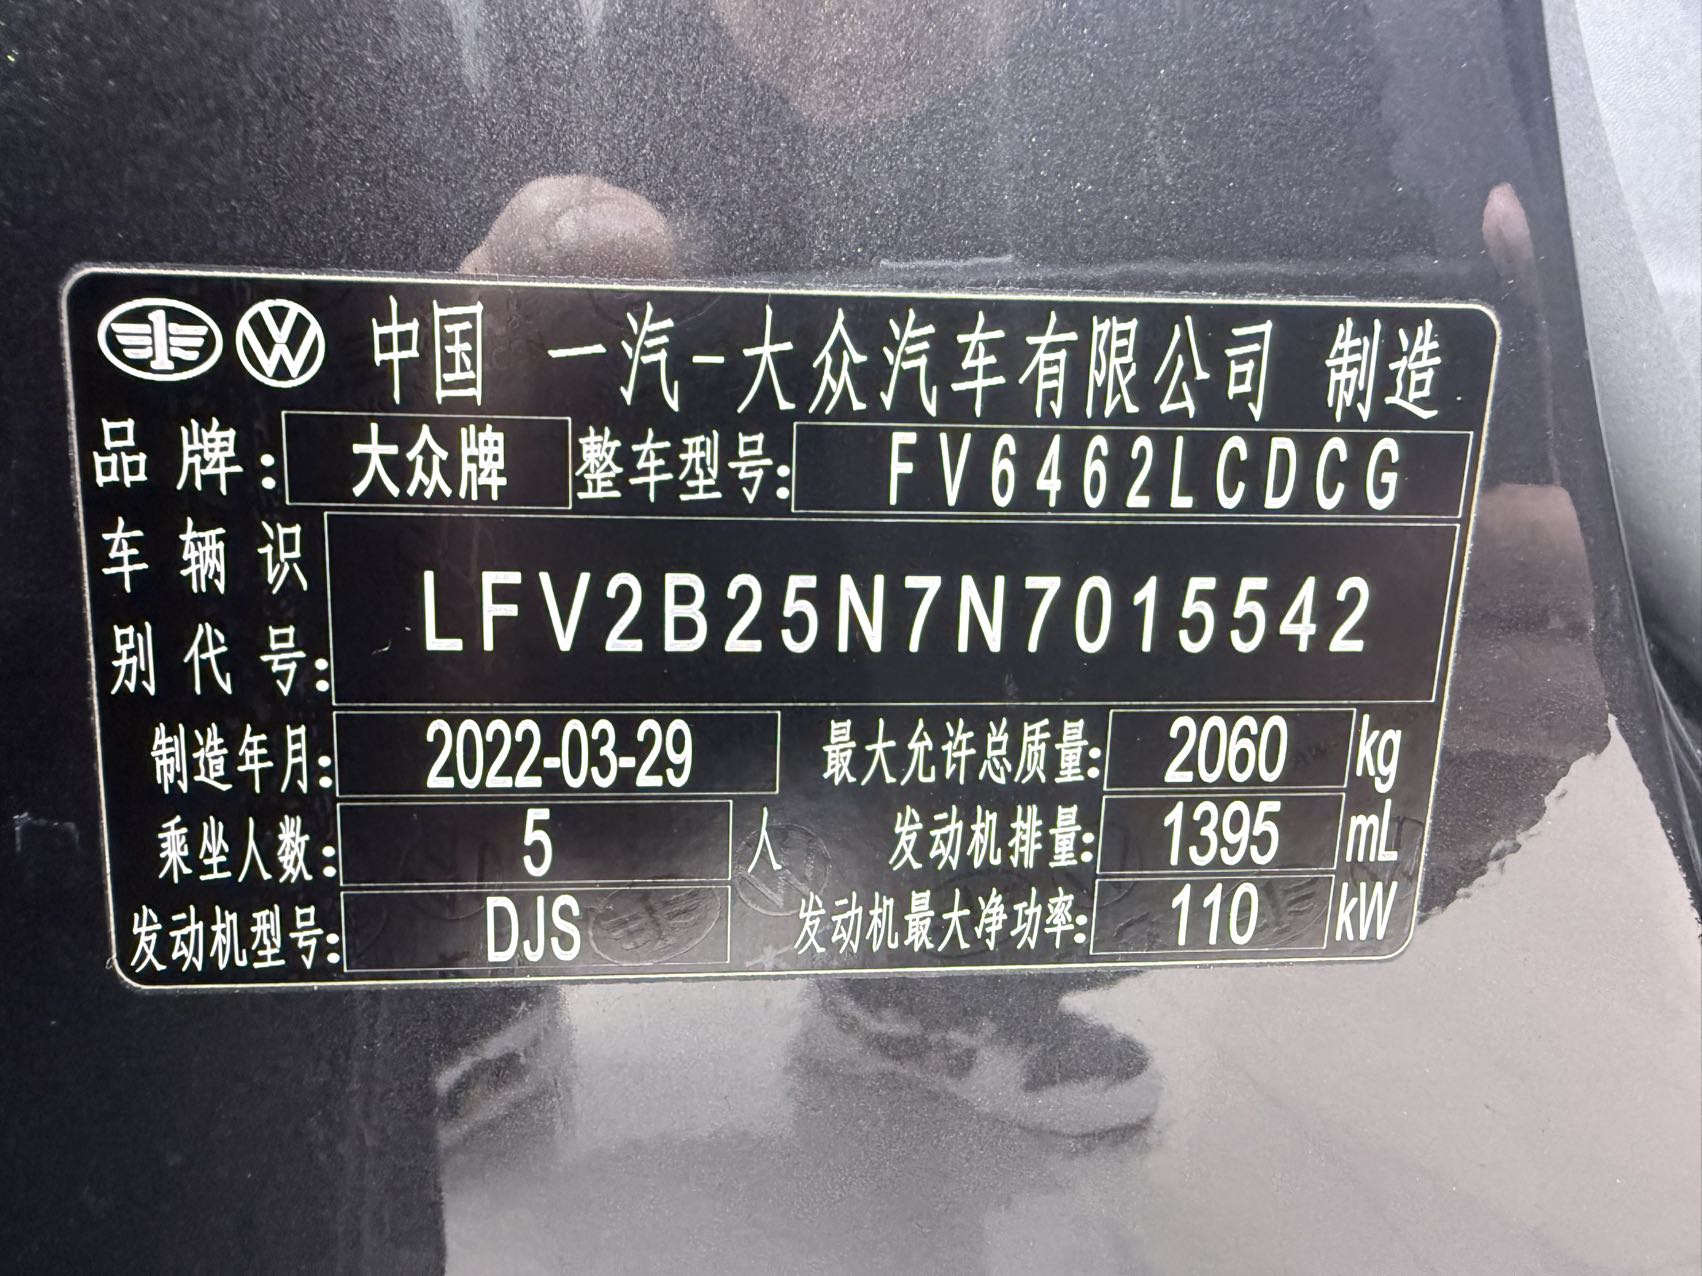 中国 一汽-大众汽车有限公司 制造
品牌: 大众牌 整车型号: FV6462LCDCG
车辆识别代号: LFV2B25N7N7015542
制造年月: 2022-03-29 最大允许总质量: 2060 kg
乘坐人数: 5 人 发动机排量: 1395 mL
发动机型号: DJS 发动机最大净功率: 110 kW